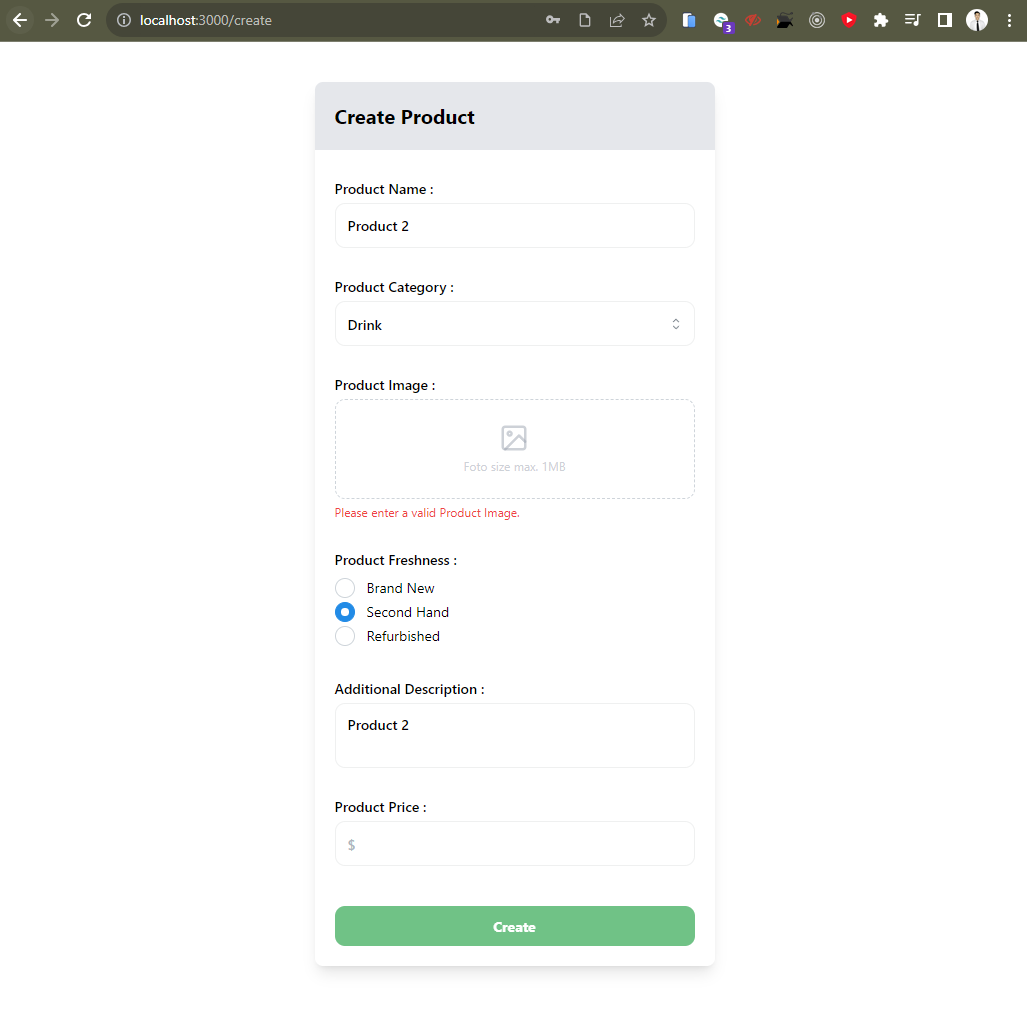 localhost:3000/create
3
Create Product
Product Name :
Product 2
Product Category :
Drink
Product Image :
Foto size max. 1MB
Please enter a valid Product Image.
Product Freshness :
Brand New
Second Hand
Refurbished
Additional Description :
Product 2
Product Price :
$
Create